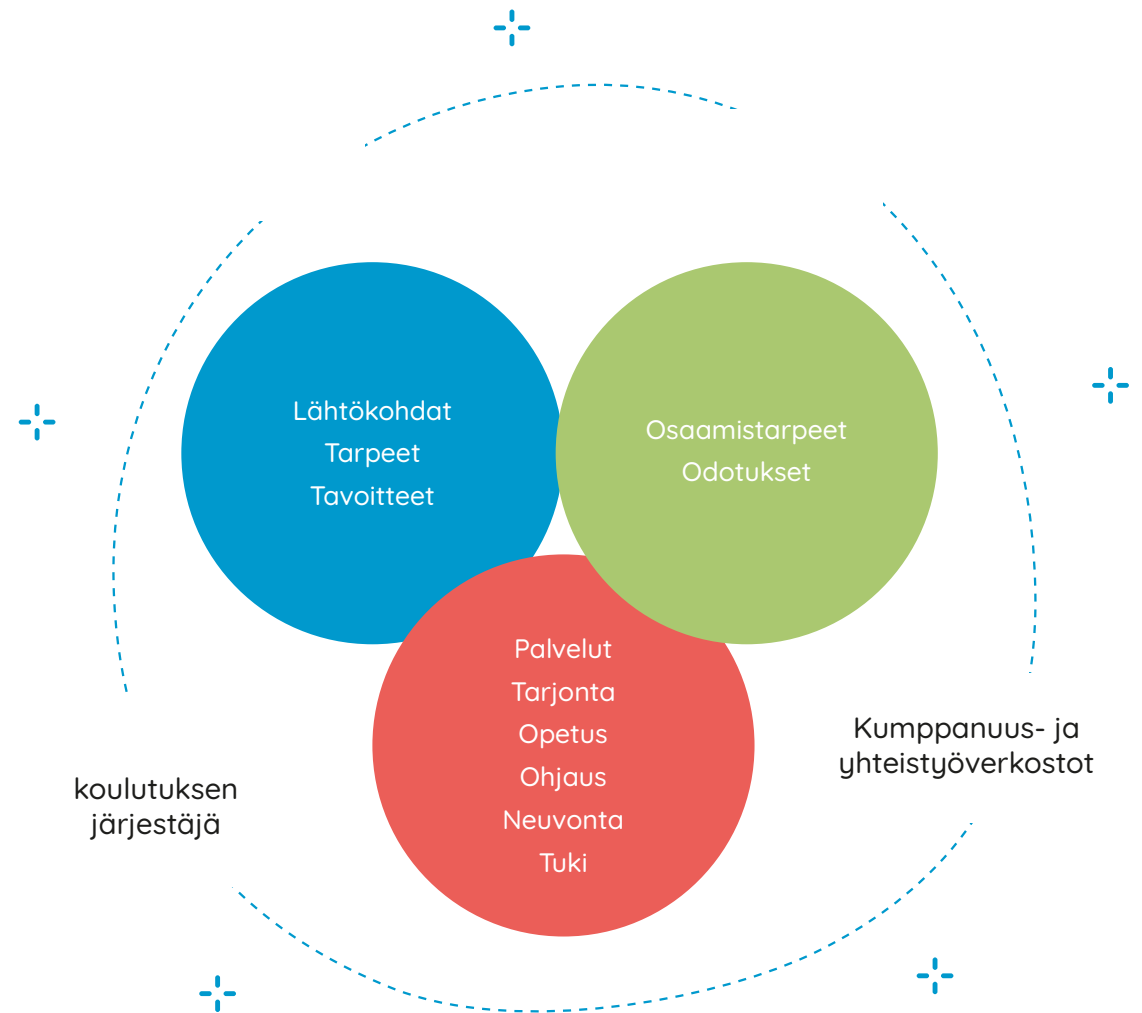 Lähtökohdat
Tarpeet
Tavoitteet
Osaamistarpeet
Odotukset
Palvelut
Tarjonta
Opetus
Ohjaus
Neuvonta
Tuki
koulutuksen
järjestäjä
Kumppanuus- ja
yhteistyöverkostot